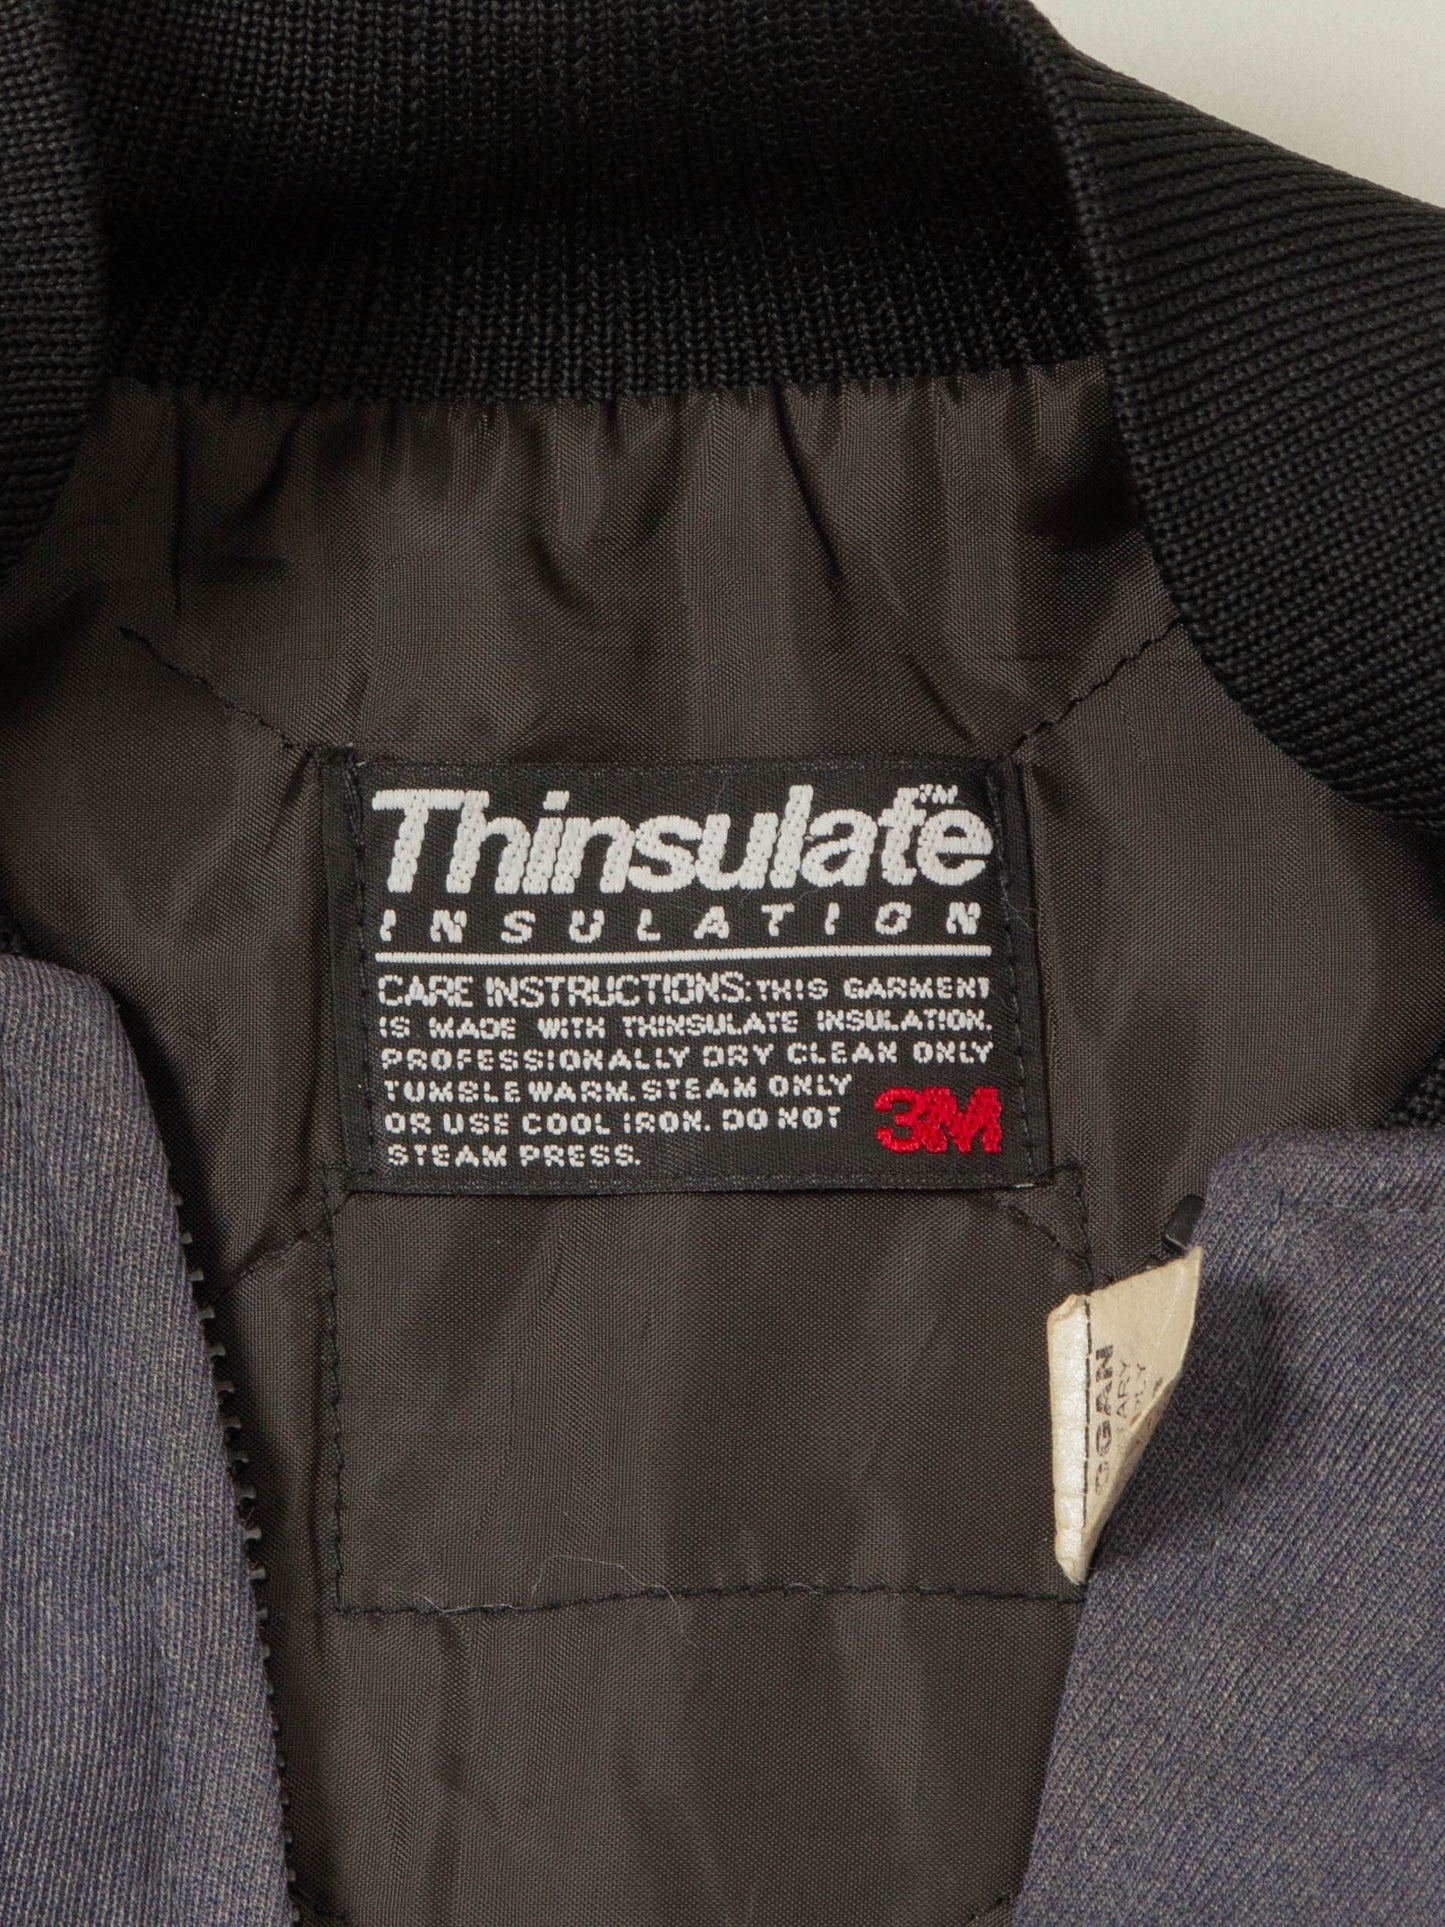 Thinsulate™
INSULATION
CARE INSTRUCTIONS: THIS GARMENT
IS MADE WITH THINSULATE INSULATION.
PROFESSIONALLY DRY CLEAN ONLY
TUMBLE WARM. STEAM ONLY
OR USE COOL IRON. DO NOT
STEAM PRESS.
3M
OGAN